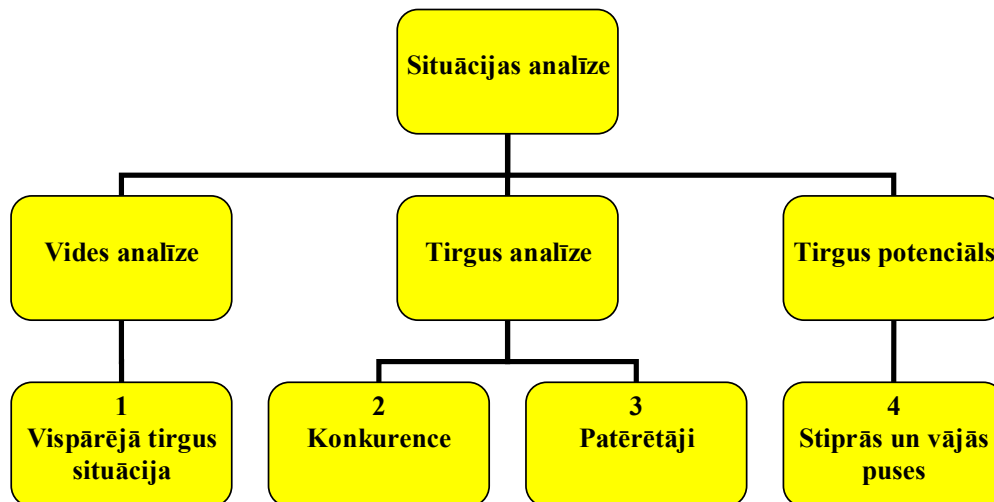 Situācijas analīze
Vides analīze
Tirgus analīze
Tirgus potenciāls
1
Vispārējā tirgus
situācija
2
Konkurence
3
Patērētāji
4
Stiprās un vājās
puses